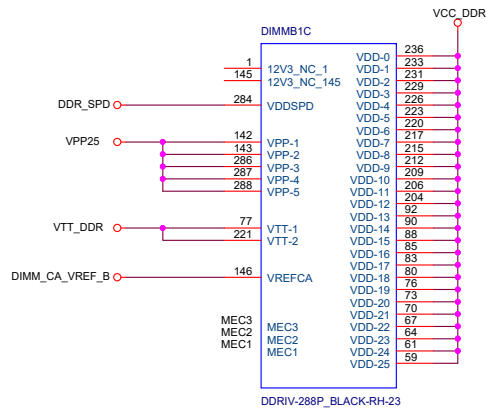 VCC_DDR
DIMMB1C
1 12V3_NC_1
145 12V3_NC_145
DDR_SPD 284 VDDSPD
VPP25 142 VPP-1
143 VPP-2
286 VPP-3
287 VPP-4
288 VPP-5
VTT_DDR 77 VTT-1
221 VTT-2
DIMM_CA_VREF_B 146 VREFCA
MEC3 MEC3
MEC2 MEC2
MEC1 MEC1
VDD-0 236
VDD-1 233
VDD-2 231
VDD-3 229
VDD-4 226
VDD-5 223
VDD-6 220
VDD-7 217
VDD-8 215
VDD-9 212
VDD-10 209
VDD-11 206
VDD-12 204
VDD-13 92
VDD-14 90
VDD-15 88
VDD-16 85
VDD-17 83
VDD-18 80
VDD-19 76
VDD-20 73
VDD-21 70
VDD-22 67
VDD-23 64
VDD-24 61
VDD-25 59
DDRIV-288P_BLACK-RH-23